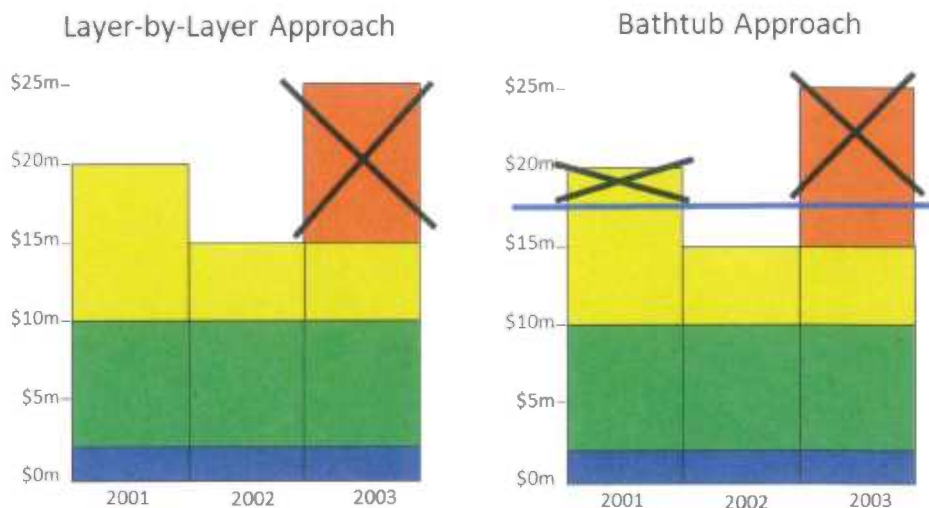 Layer-by-Layer Approach
$25m
$20m
$15m
$10m
$5m
$0m
2001 2002 2003
Bathtub Approach
$25m
$20m
$15m
$10m
$5m
$0m
2001 2002 2003